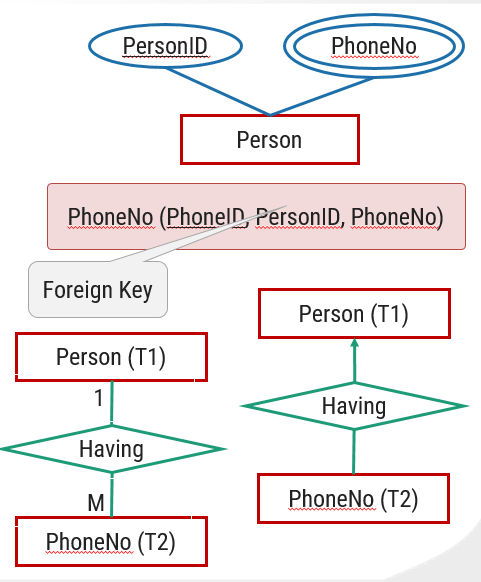 PersonID
PhoneNo
Person
PhoneNo (PhoneID, PersonID, PhoneNo)
Foreign Key
Person (T1)
1
Having
M
PhoneNo (T2)
Person (T1)
Having
PhoneNo (T2)